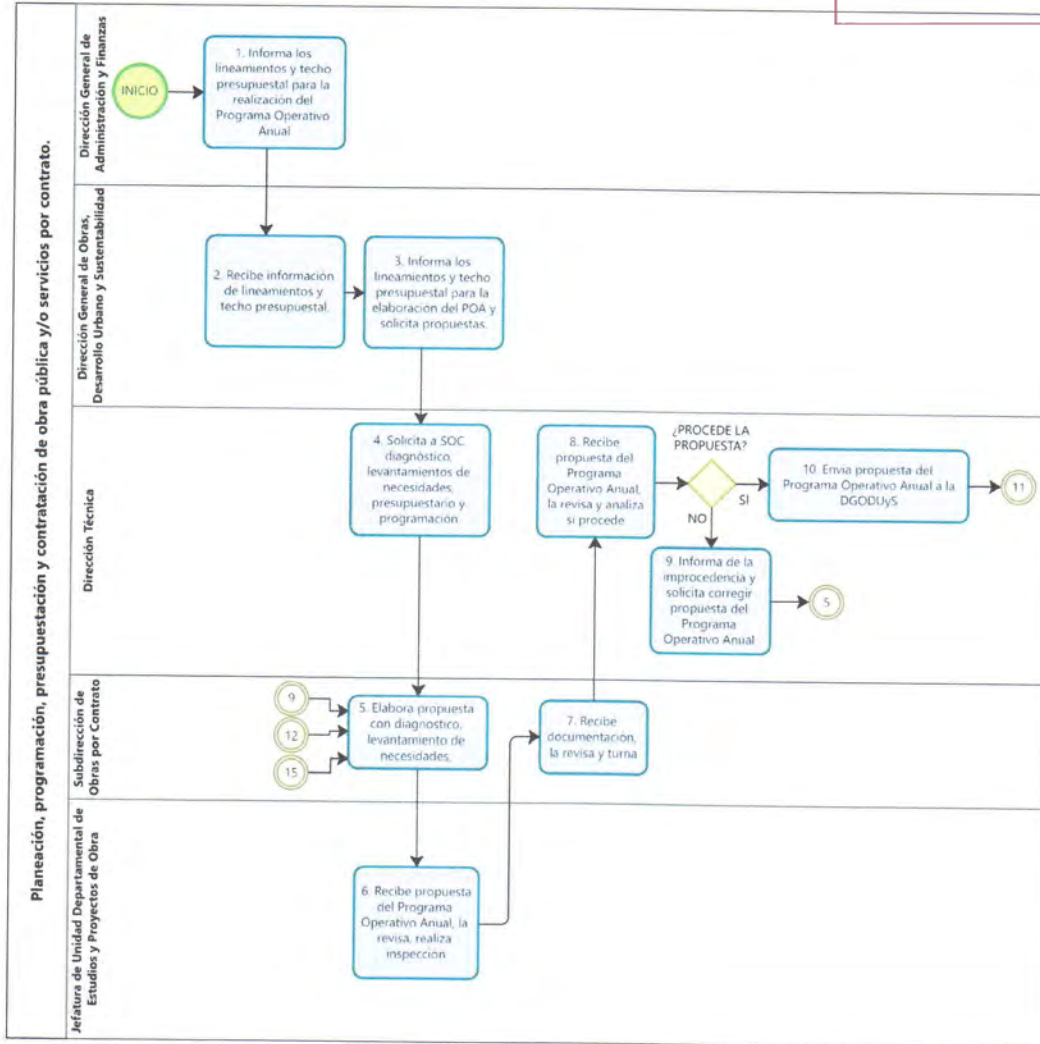 Planeación, programación, presupuestación y contratación de obra pública y/o servicios por contrato.
Dirección General de
Administración y Finanzas
INICIO
1. Informa los
lineamientos y techo
presupuestal para la
realización del
Programa Operativo
Anual
Dirección General de Obras,
Desarrollo Urbano y Sustentabilidad
2. Recibe información
de lineamientos y
techo presupuestal.
3. Informa los
lineamientos y techo
presupuestal para la
elaboración del POA y
solicita propuestas.
Dirección Técnica
4. Solicita a SOC
diagnóstico,
levantamientos de
necesidades,
presupuestario y
programación
8. Recibe
propuesta del
Programa
Operativo Anual,
la revisa y analiza
si procede
¿PROCEDE LA
PROPUESTA?
SI
NO
10. Envía propuesta del
Programa Operativo Anual a la
DGODUyS
11
9. Informa de la
improcedencia y
solicita corregir
propuesta del
Programa
Operativo Anual
5
Subdirección de
Obras por Contrato
9
12
15
5. Elabora propuesta
con diagnostico,
levantamiento de
necesidades,
7. Recibe
documentación,
la revisa y turna
Jefatura de Unidad Departamental de
Estudios y Proyectos de Obra
6. Recibe propuesta
del Programa
Operativo Anual, la
revisa, realiza
inspección